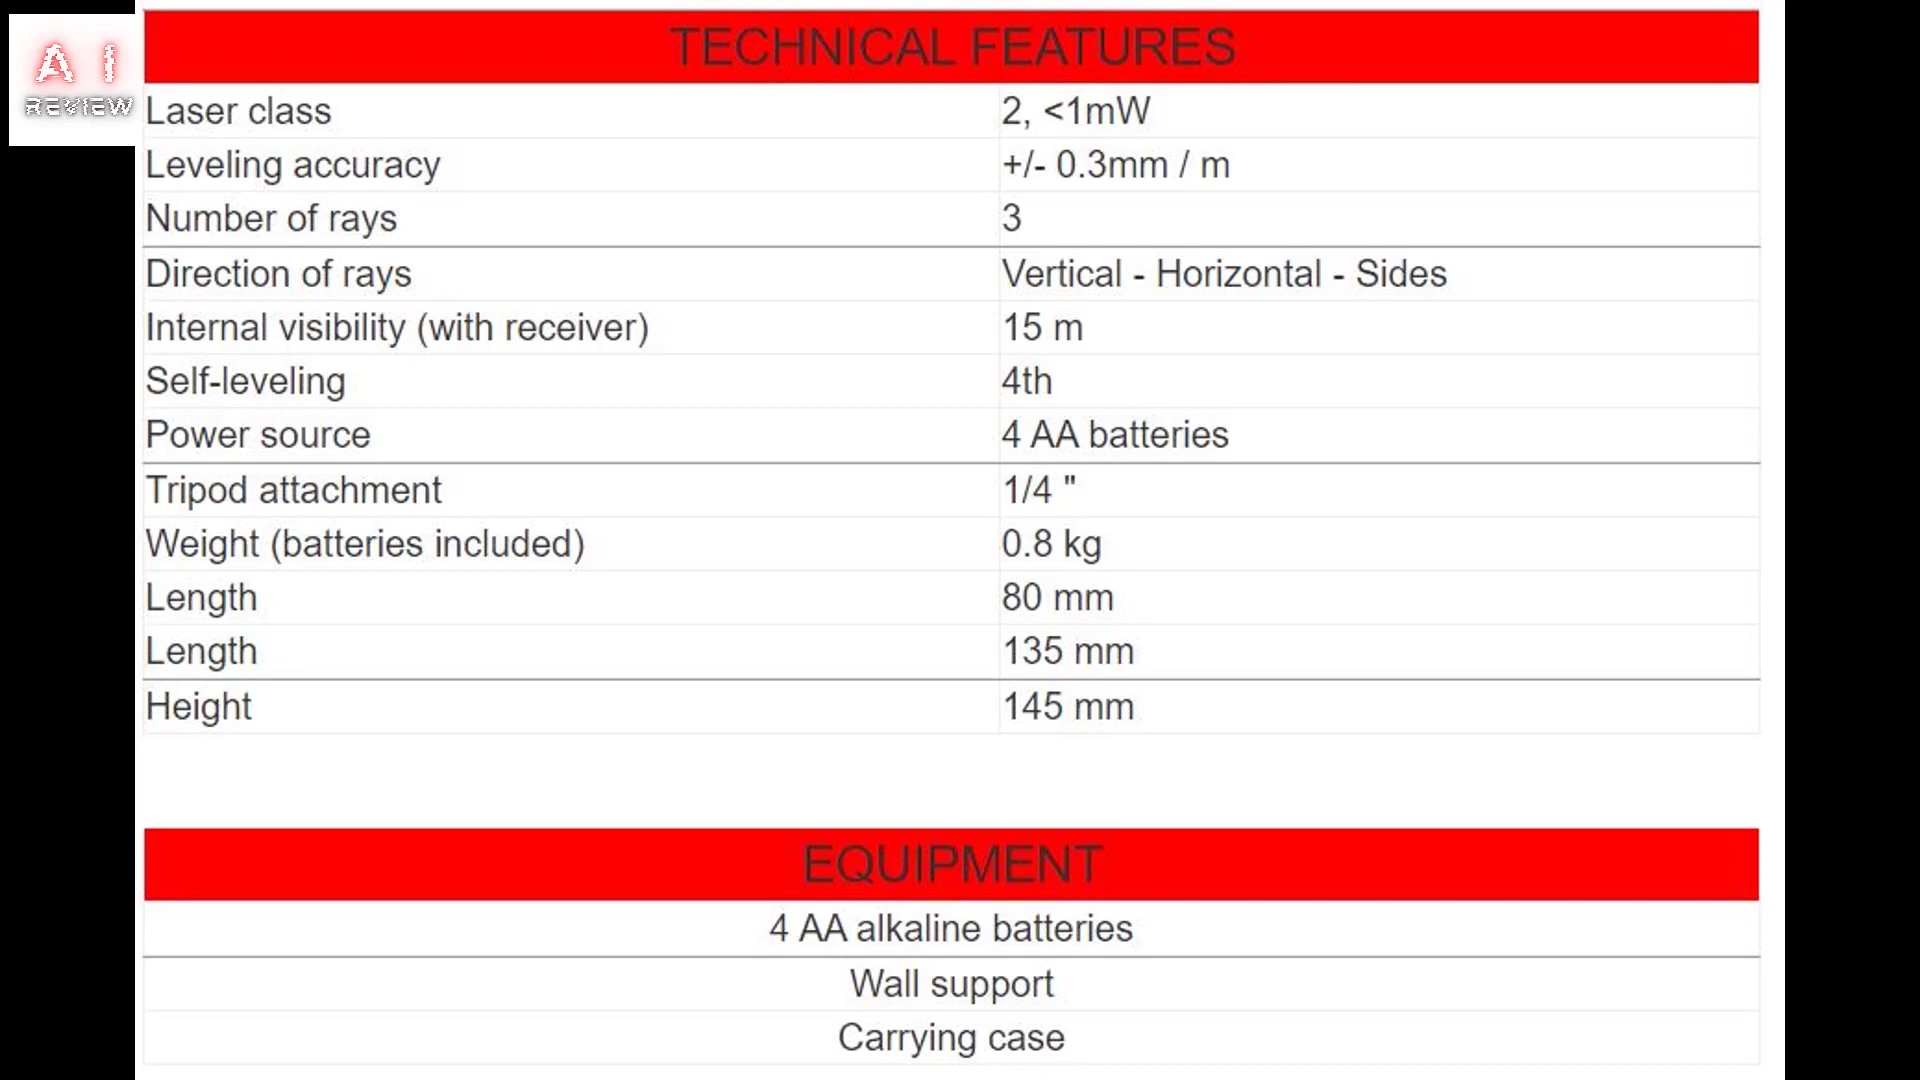 AI
REVIEW
TECHNICAL FEATURES
Laser class 2, <1mW
Leveling accuracy +/- 0.3mm / m
Number of rays 3
Direction of rays Vertical - Horizontal - Sides
Internal visibility (with receiver) 15 m
Self-leveling 4th
Power source 4 AA batteries
Tripod attachment 1/4 "
Weight (batteries included) 0.8 kg
Length 80 mm
Length 135 mm
Height 145 mm
EQUIPMENT
4 AA alkaline batteries
Wall support
Carrying case